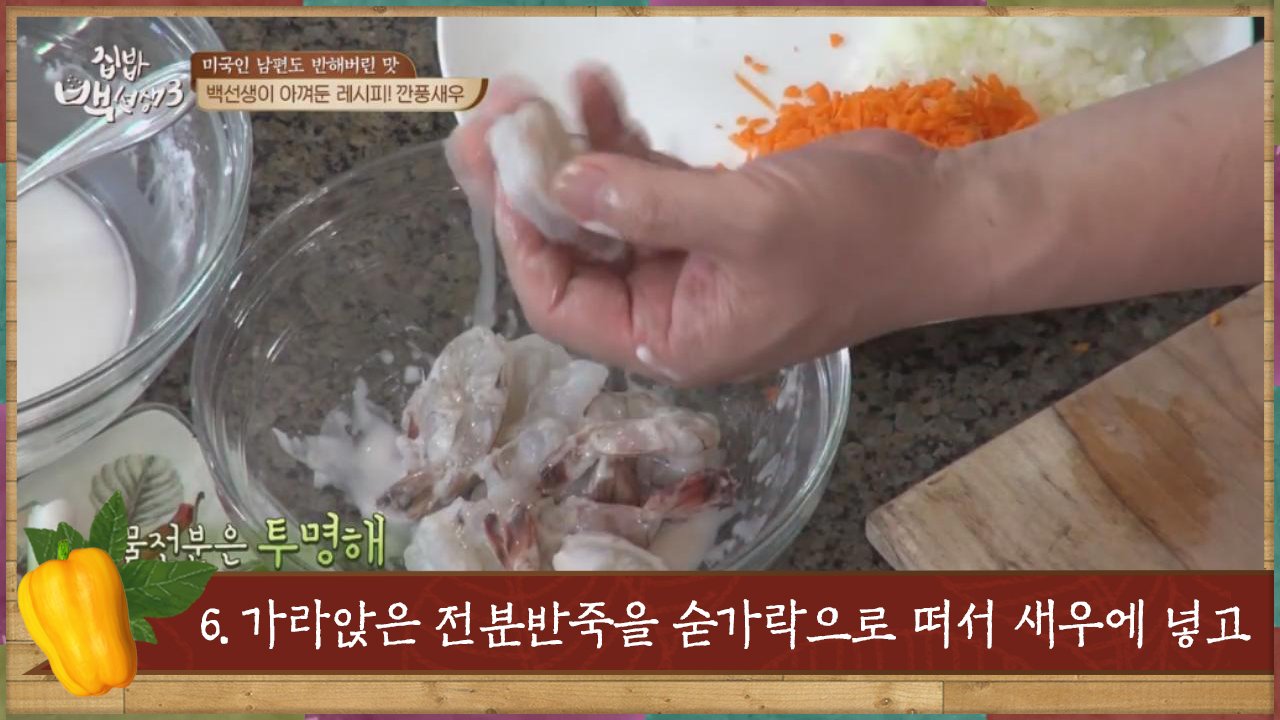 집밥
백선생3
미국인 남편도 반해버린 맛
백선생이 아껴둔 레시피! 깐풍새우
물전분은 투명해
6. 가라앉은 전분반죽을 숟가락으로 떠서 새우에 넣고